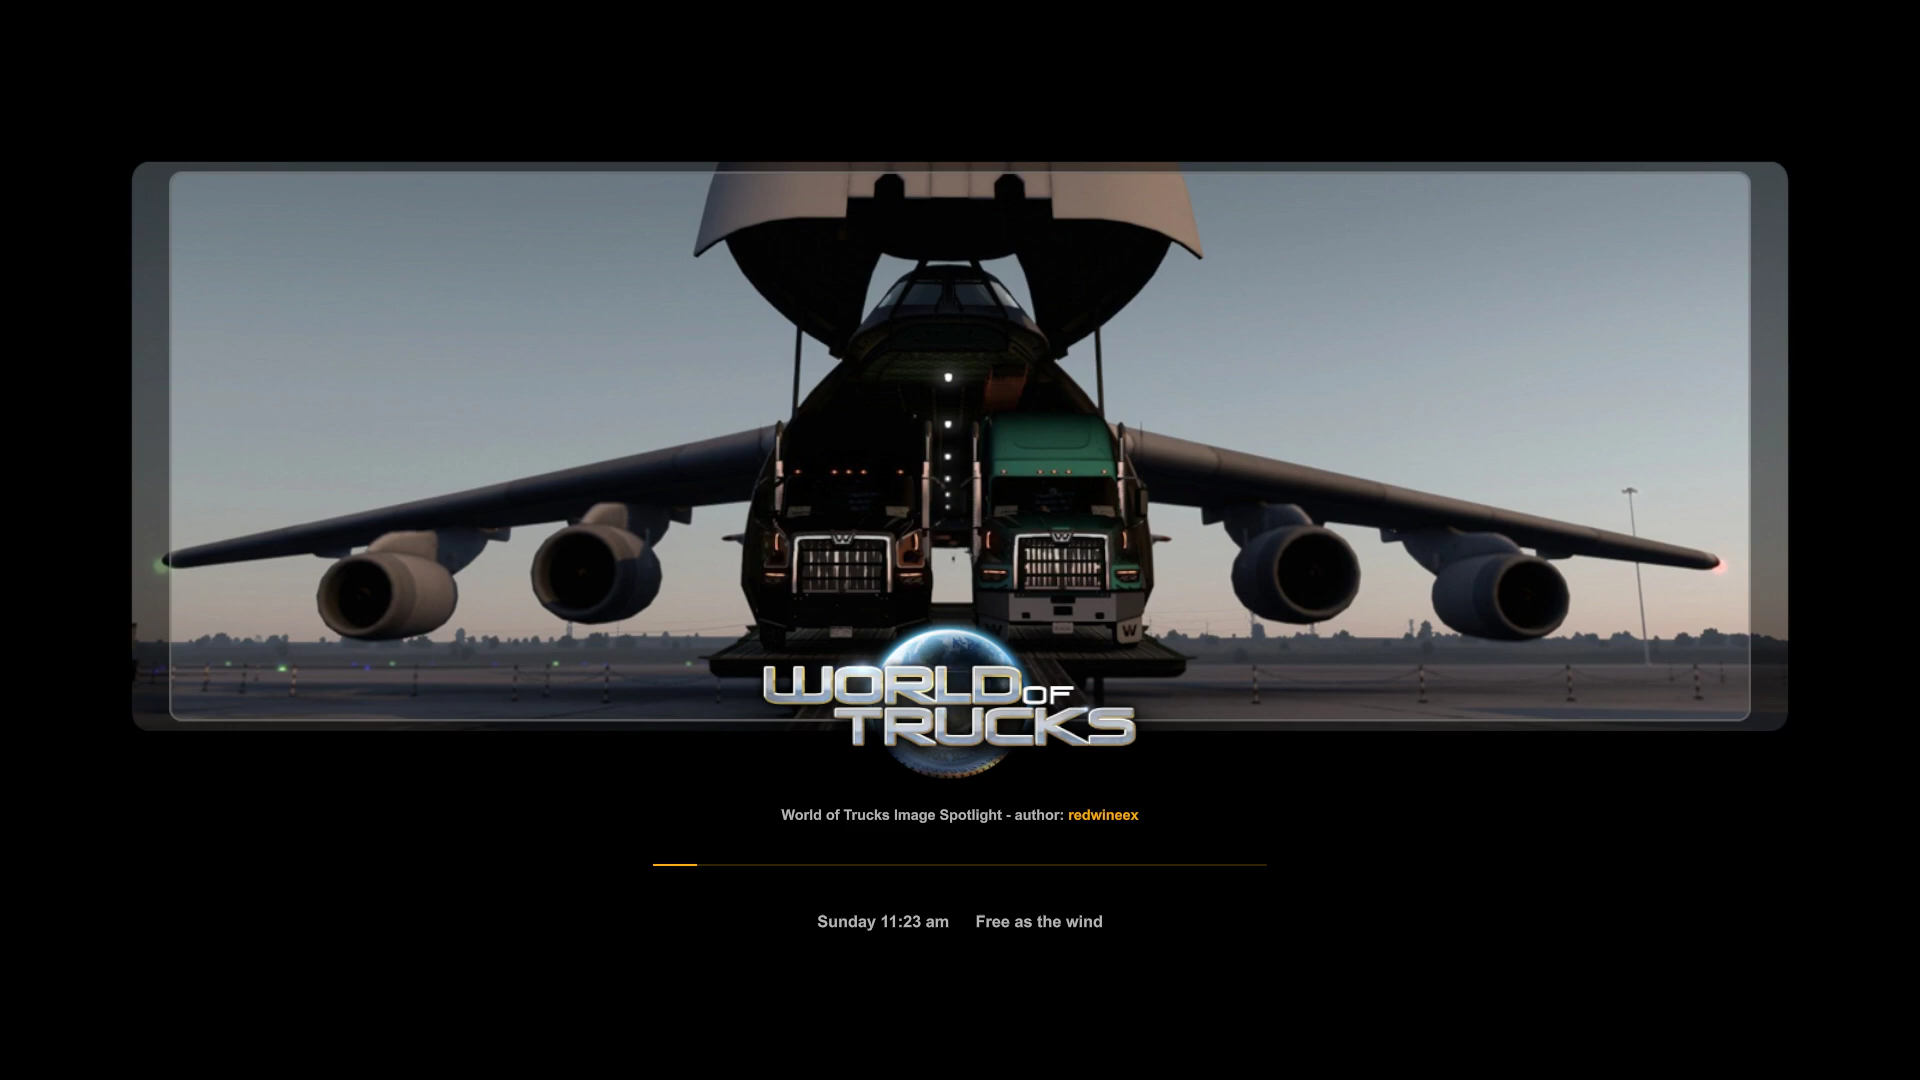 WORLD OF
TRUCKS
World of Trucks Image Spotlight - author: redwineex
Sunday 11:23 am Free as the wind